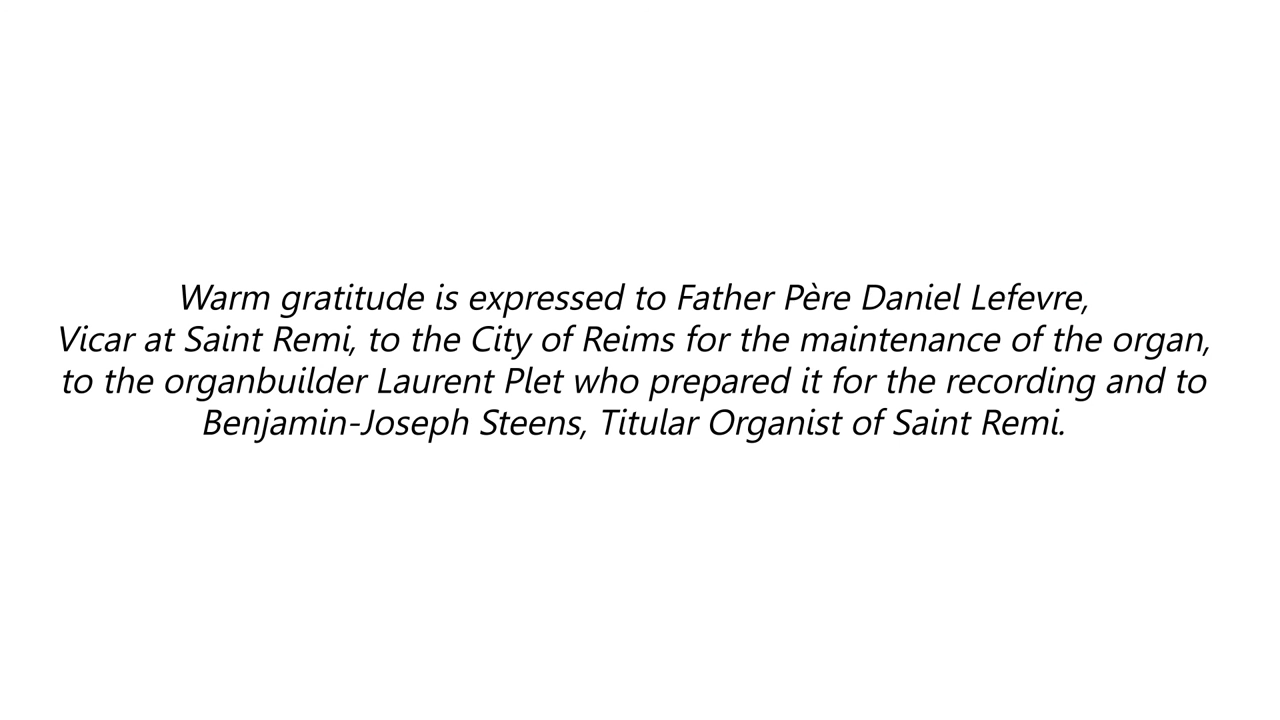 Warm gratitude is expressed to Father Père Daniel Lefevre,
Vicar at Saint Remi, to the City of Reims for the maintenance of the organ,
to the organbuilder Laurent Plet who prepared it for the recording and to
Benjamin-Joseph Steens, Titular Organist of Saint Remi.